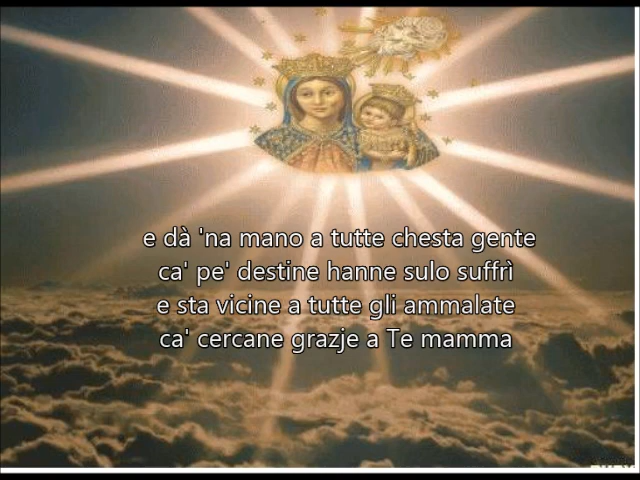 e dà 'na mano a tutte chesta gente
ca' pe' destine hanne sulo suffrì
e sta vicine a tutte gli ammalate
ca' cercane grazje a Te mamma